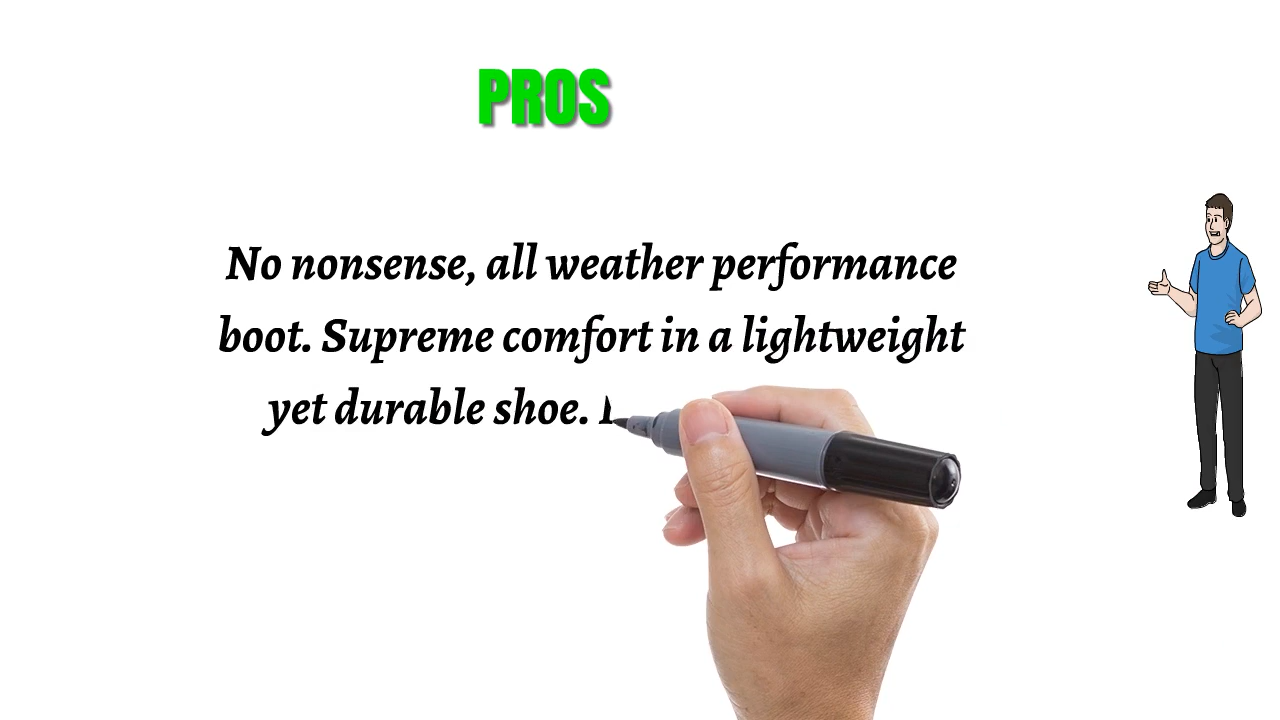 PROS
No nonsense, all weather performance
boot. Supreme comfort in a lightweight
yet durable shoe.